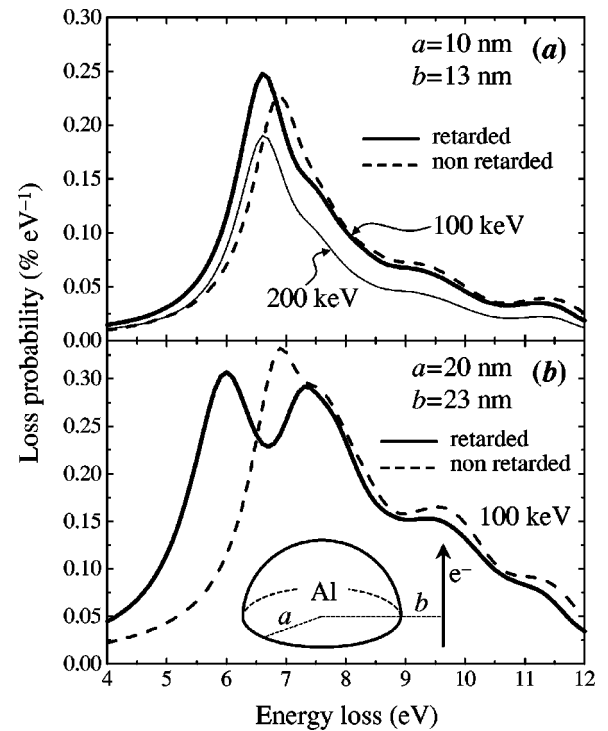 0.30
0.25
0.20
0.15
0.10
0.05
0.00
a=10 nm (a)
b=13 nm
retarded
non retarded
100 keV
200 keV
Loss probability (% eV⁻¹)
0.30
0.25
0.20
0.15
0.10
0.05
0.00
a=20 nm (b)
b=23 nm
retarded
non retarded
100 keV
Al
a
b
e⁻
4 5 6 7 8 9 10 11 12
Energy loss (eV)